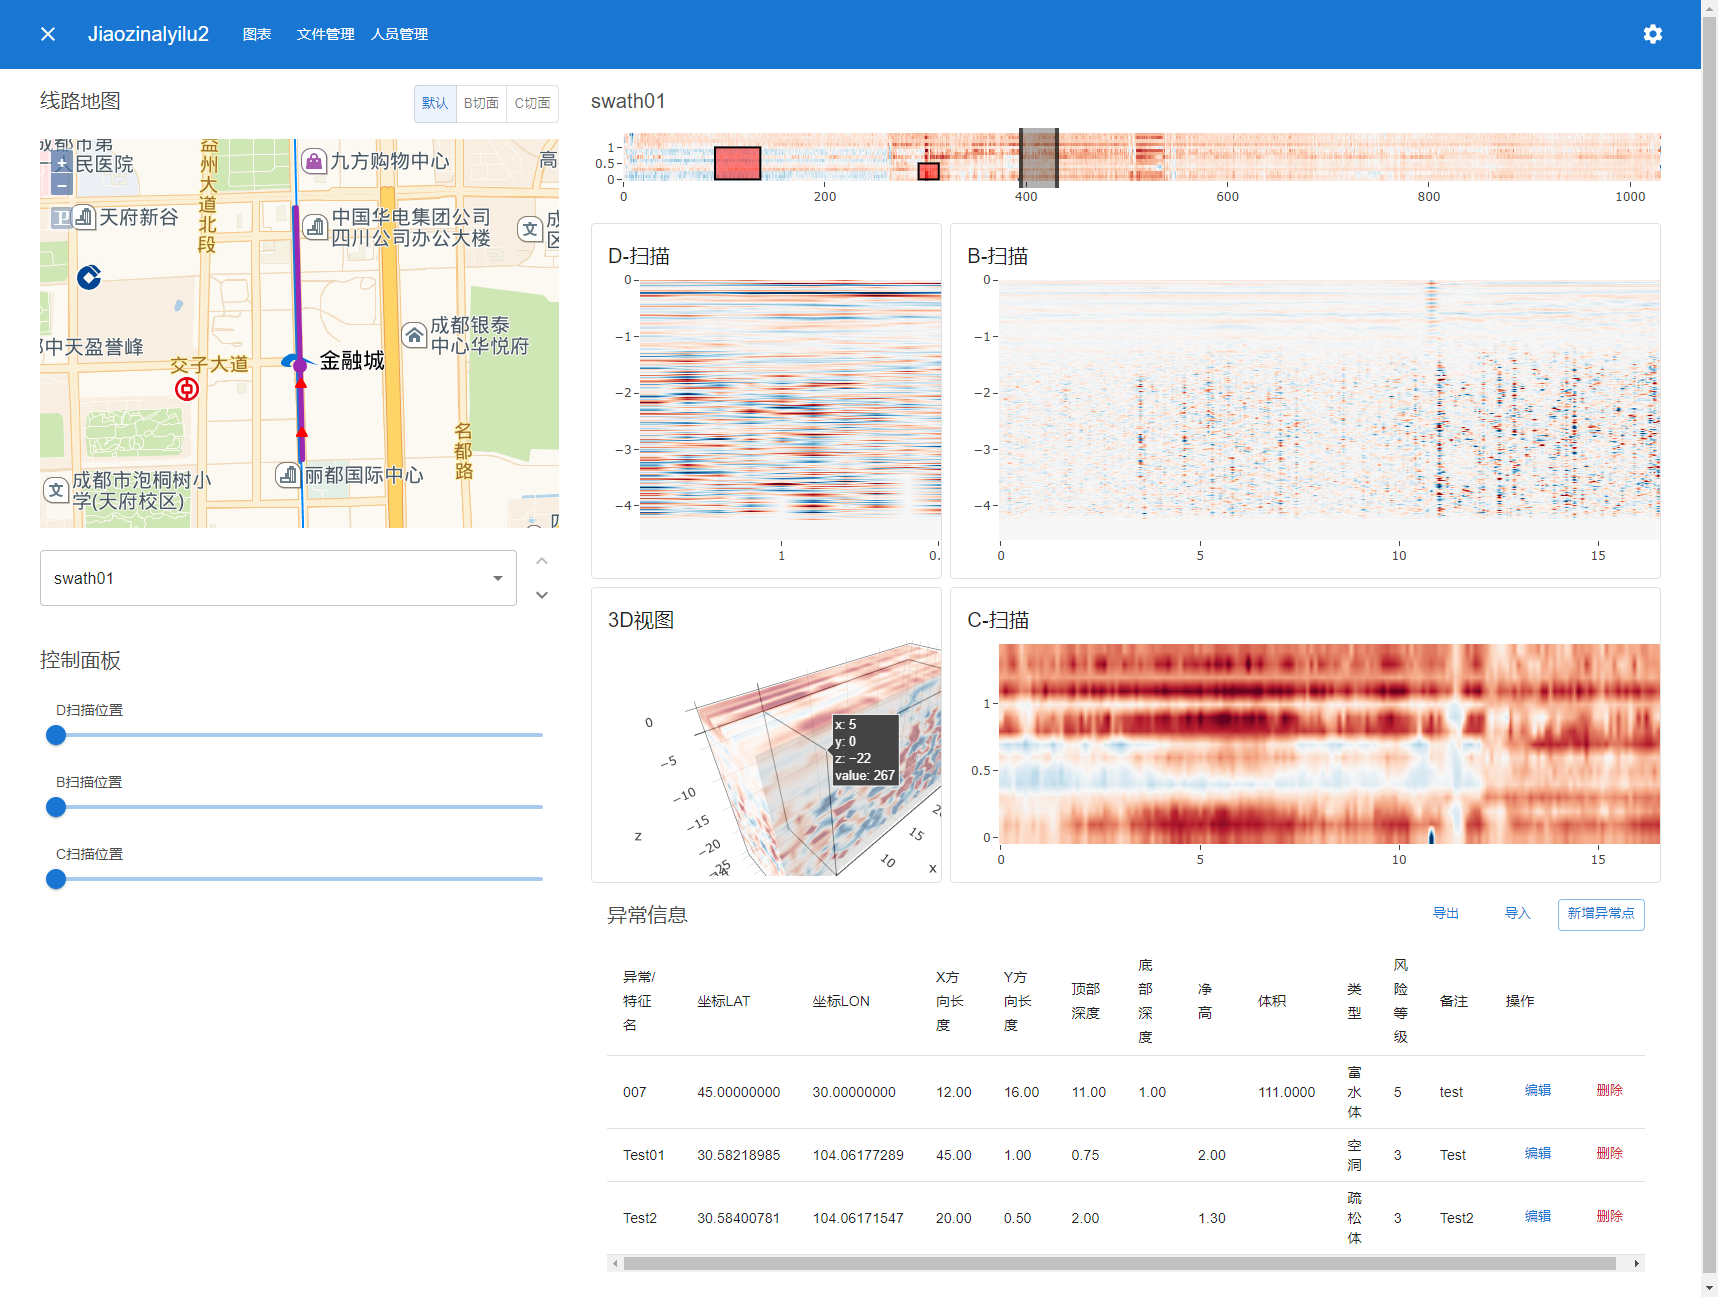 Jiaozinalyilu2
图表
文件管理
人员管理
线路地图
默认
B切面
C切面
成都市第
民医院
益州大道北段
九方购物中心
高
天府新谷
中国华电集团公司
四川公司办公大楼
文
成都银泰
中心华悦府
中天盈誉峰
交子大道
金融城
名都路
丽都国际中心
文
成都市泡桐树小
学(天府校区)
swath01
控制面板
D扫描位置
B扫描位置
C扫描位置
swath01
1
0.5
0
0 200 400 600 800 1000
D-扫描
0
−1
−2
−3
−4
1 0.
B-扫描
0
−1
−2
−3
−4
0 5 10 15
3D视图
0
−5
−10
−15
−20
z
x: 5
y: 0
z: −22
value: 267
15
10
x
C-扫描
1
0.5
0
0 5 10 15
异常信息
导出
导入
新增异常点
异常/特征名 坐标LAT 坐标LON X方向长度 Y方向长度 顶部深度 底部深度 净高 体积 类型 风险等级 备注 操作
007 45.00000000 30.00000000 12.00 16.00 11.00 1.00 111.0000 富水体 5 test 编辑 删除
Test01 30.58218985 104.06177289 45.00 1.00 0.75 2.00 空洞 3 Test 编辑 删除
Test2 30.58400781 104.06171547 20.00 0.50 2.00 1.30 疏松体 3 Test2 编辑 删除